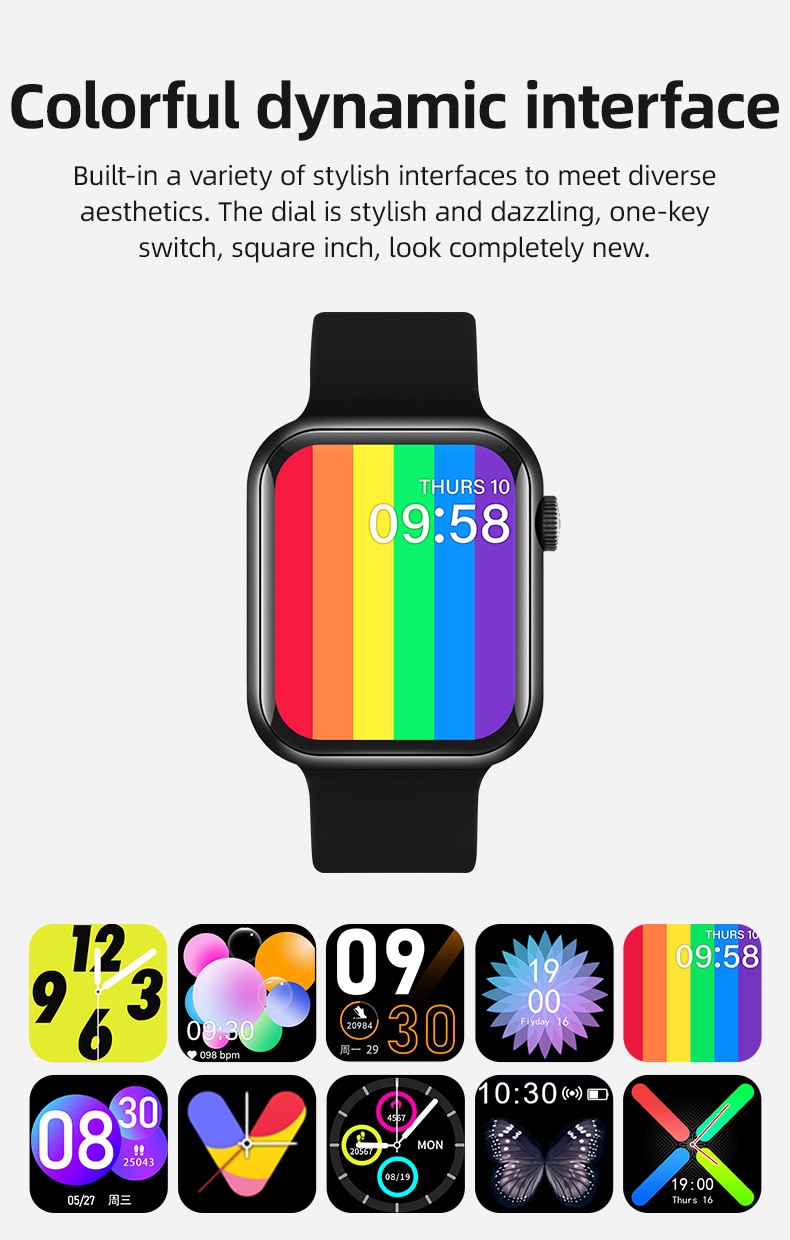 Colorful dynamic interface
Built-in a variety of stylish interfaces to meet diverse
aesthetics. The dial is stylish and dazzling, one-key
switch, square inch, look completely new.
THURS 10
09:58
12
9 3
6
09:30
098 bpm
09
20984
30
周一 29
19
00
Fiyday 16
THURS 10
09:58
08
30
25043
05/27 周三
4567
20567
MON
08/19
10:30
19:00
Thurs 16